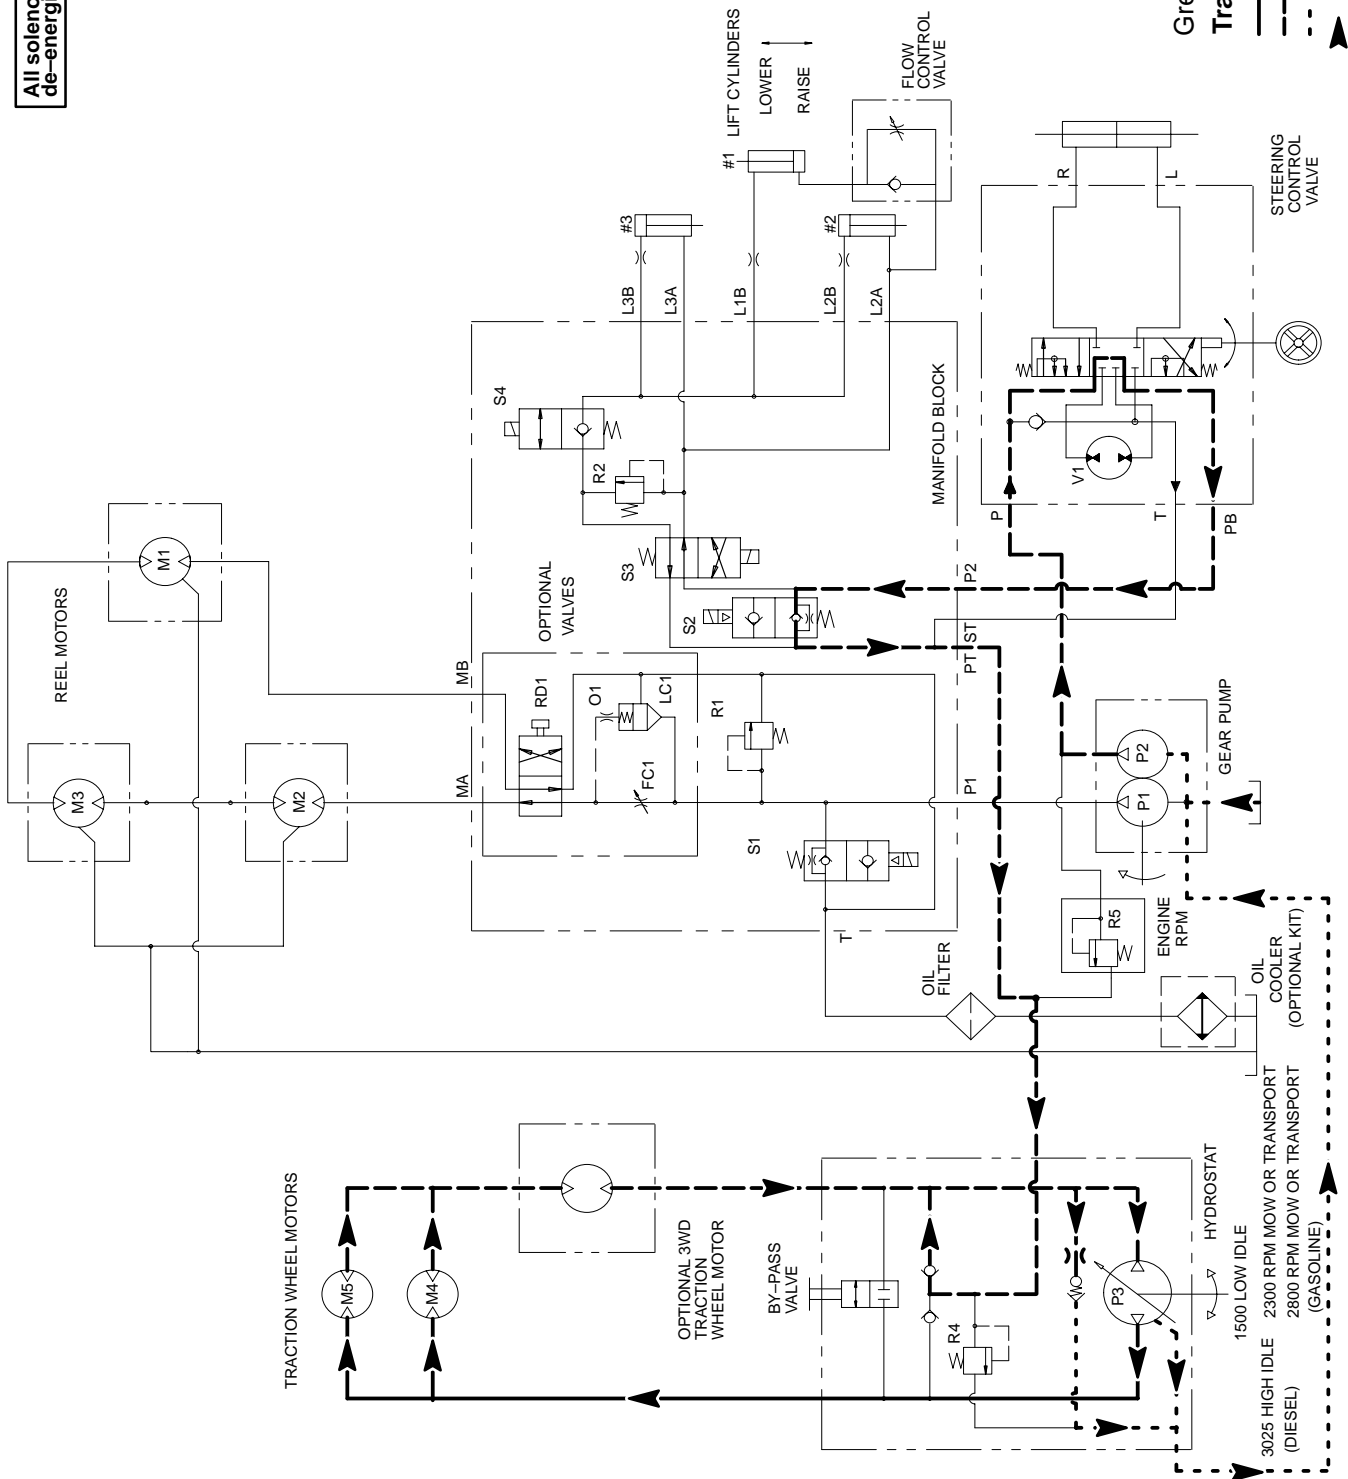 All solenc
de–energi
REEL MOTORS
M1
M3
M2
TRACTION WHEEL MOTORS
M5
M4
OPTIONAL 3WD
TRACTION
WHEEL MOTOR
MA
MB
OPTIONAL
VALVES
RD1
O1
LC1
FC1
R1
S1
S2
S3
S4
R2
T
P1
PT
ST
P2
MANIFOLD BLOCK
L3B
L3A
L1B
L2B
L2A
#3
#1
#2
LIFT CYLINDERS
LOWER
RAISE
FLOW
CONTROL
VALVE
BY–PASS
VALVE
R4
P3
HYDROSTAT
1500 LOW IDLE
3025 HIGH IDLE
(DIESEL)
2300 RPM MOW OR TRANSPORT
2800 RPM MOW OR TRANSPORT
(GASOLINE)
OIL
FILTER
OIL
COOLER
(OPTIONAL KIT)
R5
ENGINE
RPM
P1
P2
GEAR PUMP
P
T
PB
V1
R
L
STEERING
CONTROL
VALVE
Gre
Tra